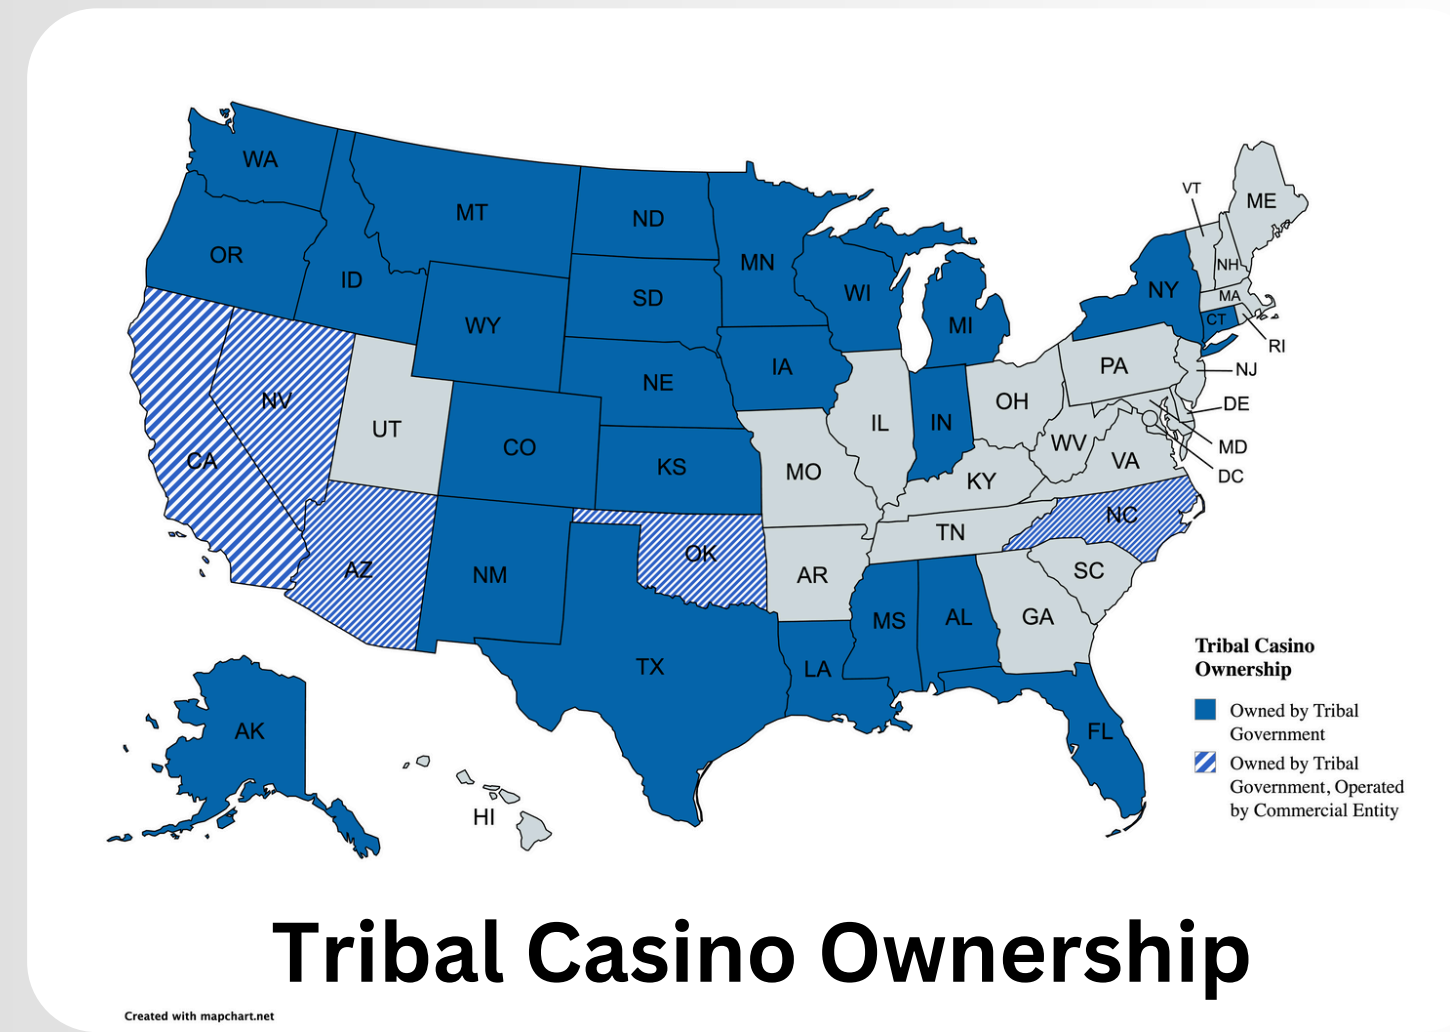 WA
MT
ND
MN
OR
ID
SD
WI
WY
MI
NY
VT
ME
NH
MA
CT
RI
NV
UT
CO
NE
IA
IL
IN
OH
PA
NJ
DE
MD
DC
CA
KS
MO
KY
WV
VA
AZ
NM
OK
AR
TN
NC
SC
TX
LA
MS
AL
GA
FL
AK
HI
Tribal Casino
Ownership
Owned by Tribal
Government
Owned by Tribal
Government, Operated
by Commercial Entity
Tribal Casino Ownership
Created with mapchart.net